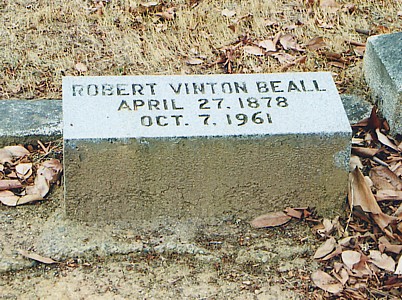 ROBERT VINTON BEALL
APRIL 27. 1878
OCT. 7. 1961